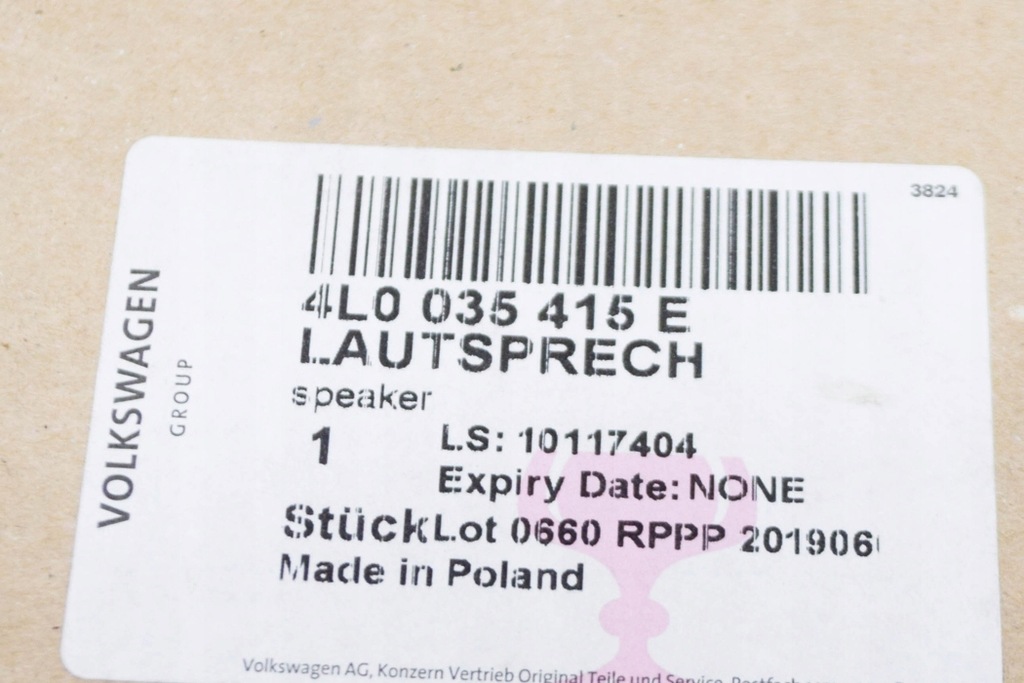 3824
4L0 035 415 E
LAUTSPRECH
speaker
1
LS: 10117404
Expiry Date: NONE
Stück Lot 0660 RPPP 201906
Made in Poland
VOLKSWAGEN
GROUP
Volkswagen AG, Konzern Vertrieb Original Teile und Service,